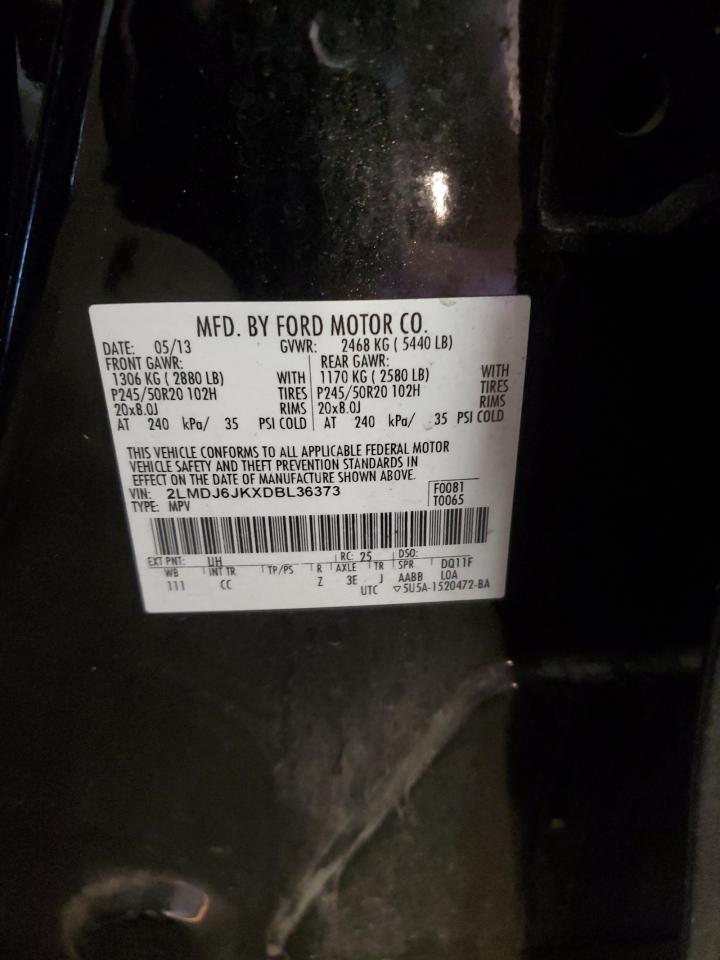 MFD. BY FORD MOTOR CO.
DATE: 05/13 GVWR: 2468 KG ( 5440 LB)
FRONT GAWR: REAR GAWR:
1306 KG ( 2880 LB) WITH 1170 KG ( 2580 LB) WITH
P245/50R20 102H TIRES P245/50R20 102H TIRES
20x8.0J RIMS 20x8.0J RIMS
AT 240 kPa/ 35 PSI COLD AT 240 kPa/ 35 PSI COLD
THIS VEHICLE CONFORMS TO ALL APPLICABLE FEDERAL MOTOR
VEHICLE SAFETY AND THEFT PREVENTION STANDARDS IN
EFFECT ON THE DATE OF MANUFACTURE SHOWN ABOVE.
VIN: 2LMDJ6JKXDBL36373 F0081
TYPE: MPV T0065
EXT PNT: UH RC: 25 DSO:
WB INT TR TP/PS R AXLE TR SPR DQ11F
111 CC Z 3E J AABB LOA
UTC ▽5U5A-1520472-BA